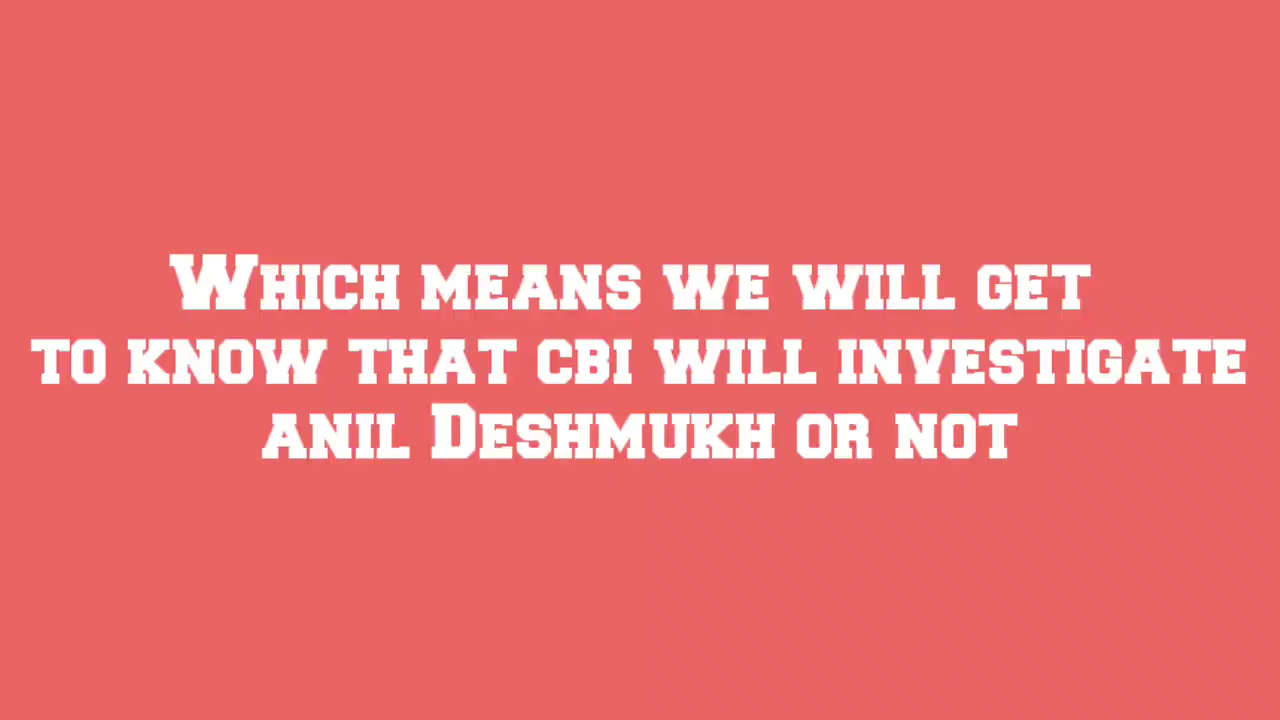 Which means we will get
to know that cbi will investigate
anil Deshmukh or not